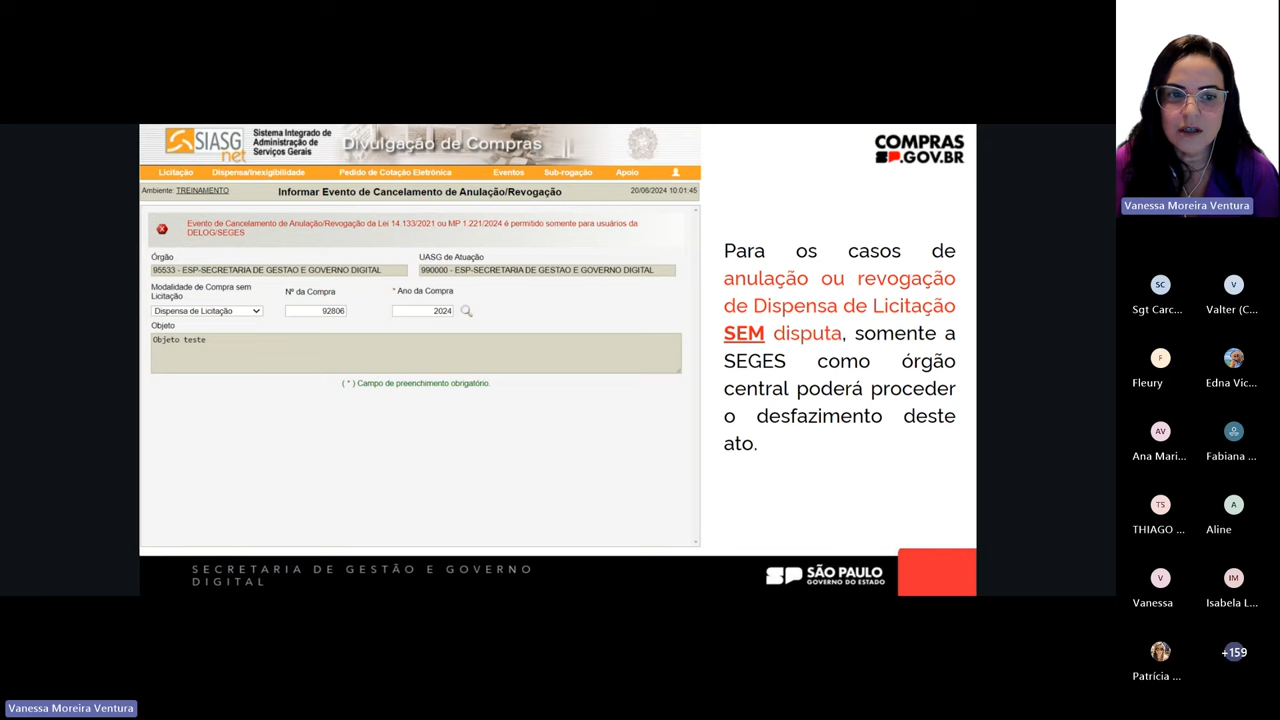 SIASG
net
Sistema Integrado de
Administração de
Serviços Gerais
Divulgação de Compras
Licitação Dispensa/Inexigibilidade Pedido de Cotação Eletrônica Eventos Sub-rogação Apoio
Ambiente: TREINAMENTO Informar Evento de Cancelamento de Anulação/Revogação 20/06/2024 10:01:45
Evento de Cancelamento de Anulação/Revogação da Lei 14.133/2021 ou MP 1.221/2024 é permitido somente para usuários da
DELOG/SEGES
Órgão UASG de Atuação
95533 - ESP-SECRETARIA DE GESTAO E GOVERNO DIGITAL 990000 - ESP-SECRETARIA DE GESTAO E GOVERNO DIGITAL
Modalidade de Compra sem
Licitação
Nº da Compra * Ano da Compra
Dispensa de Licitação 92806 2024
Objeto
Objeto teste
( * ) Campo de preenchimento obrigatório.
COMPRAS
.GOV.BR
Para os casos de
anulação ou revogação
de Dispensa de Licitação
SEM disputa, somente a
SEGES como órgão
central poderá proceder
o desfazimento deste
ato.
SECRETARIA DE GESTÃO E GOVERNO
DIGITAL
SP SÃO PAULO
GOVERNO DO ESTADO
Vanessa Moreira Ventura
SC V
Sgt Carc... Valter (C...
F
Fleury Edna Vic...
AV
Ana Mari... Fabiana ...
TS A
THIAGO ... Aline
V IM
Vanessa Isabela L...
+159
Patrícia ...
Vanessa Moreira Ventura